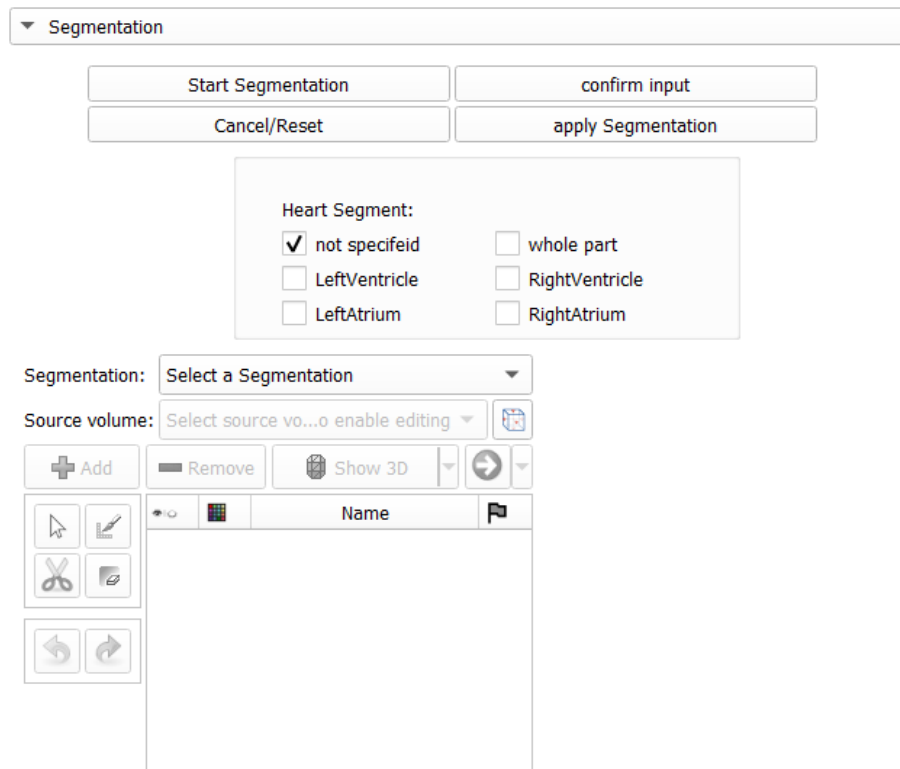 Segmentation
Start Segmentation confirm input
Cancel/Reset apply Segmentation
Heart Segment:
not specifeid whole part
LeftVentricle RightVentricle
LeftAtrium RightAtrium
Segmentation: Select a Segmentation
Source volume: Select source vo...o enable editing
Add Remove Show 3D
Name